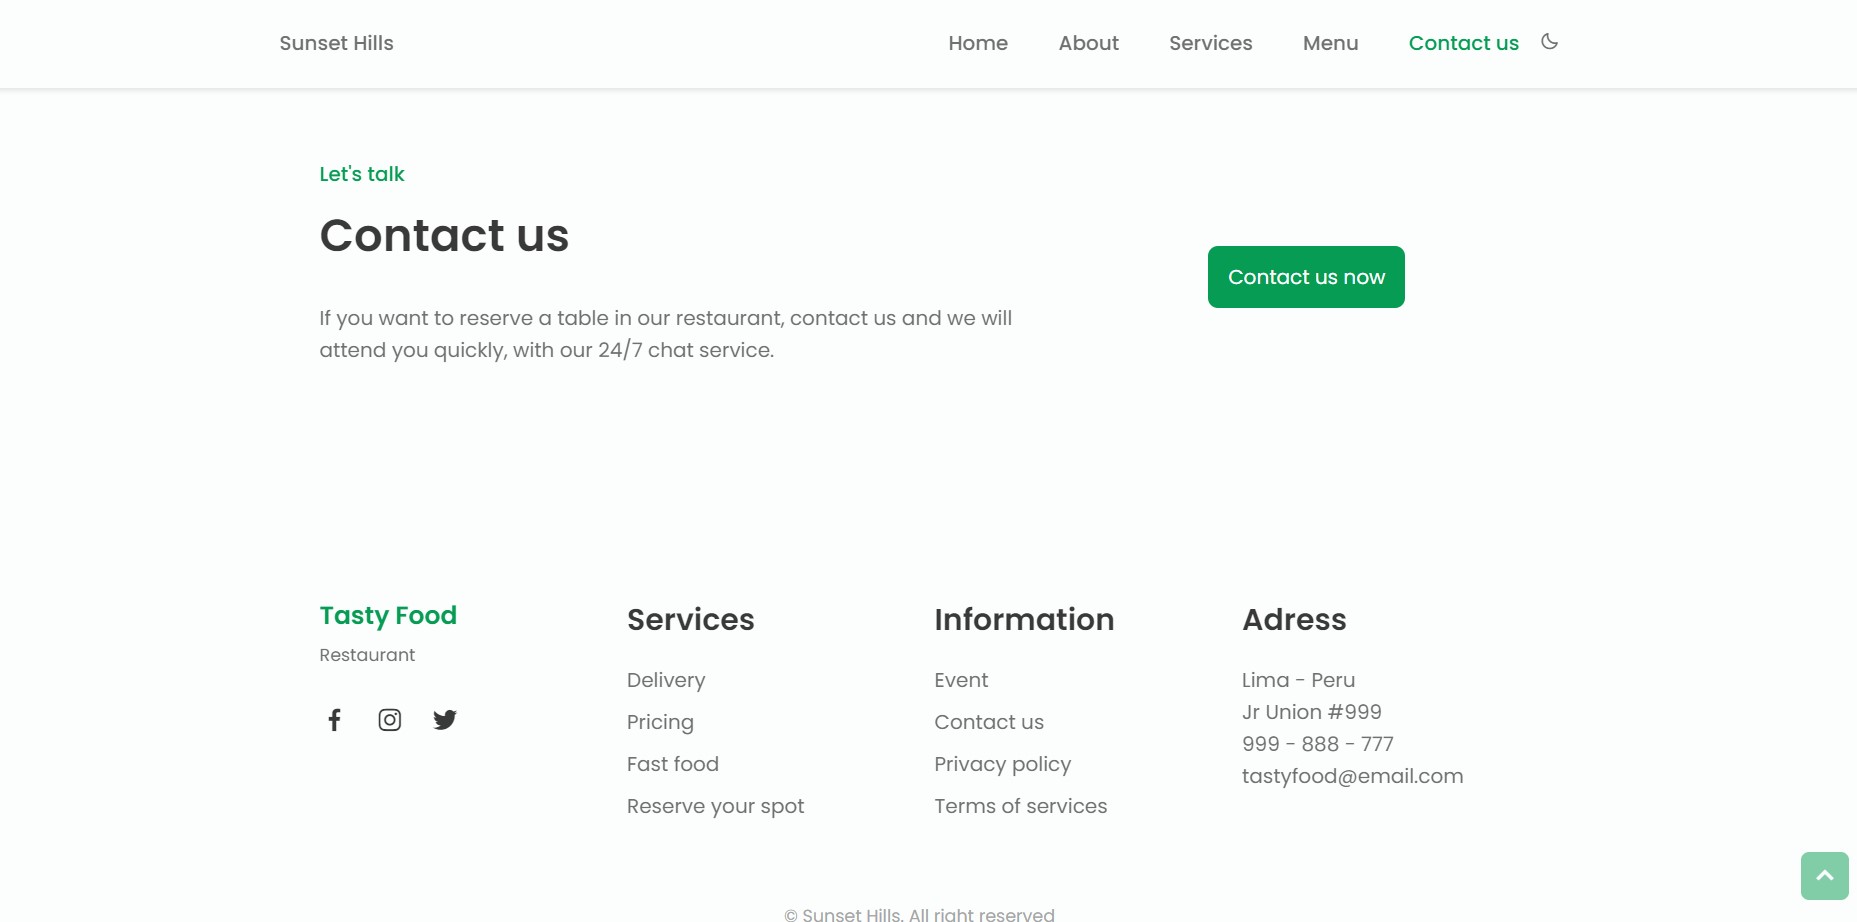 Sunset Hills
Home
About
Services
Menu
Contact us
Let's talk
Contact us
If you want to reserve a table in our restaurant, contact us and we will
attend you quickly, with our 24/7 chat service.
Contact us now
Tasty Food
Restaurant
Services
Delivery
Pricing
Fast food
Reserve your spot
Information
Event
Contact us
Privacy policy
Terms of services
Adress
Lima - Peru
Jr Union #999
999 - 888 - 777
tastyfood@email.com
© Sunset Hills. All right reserved